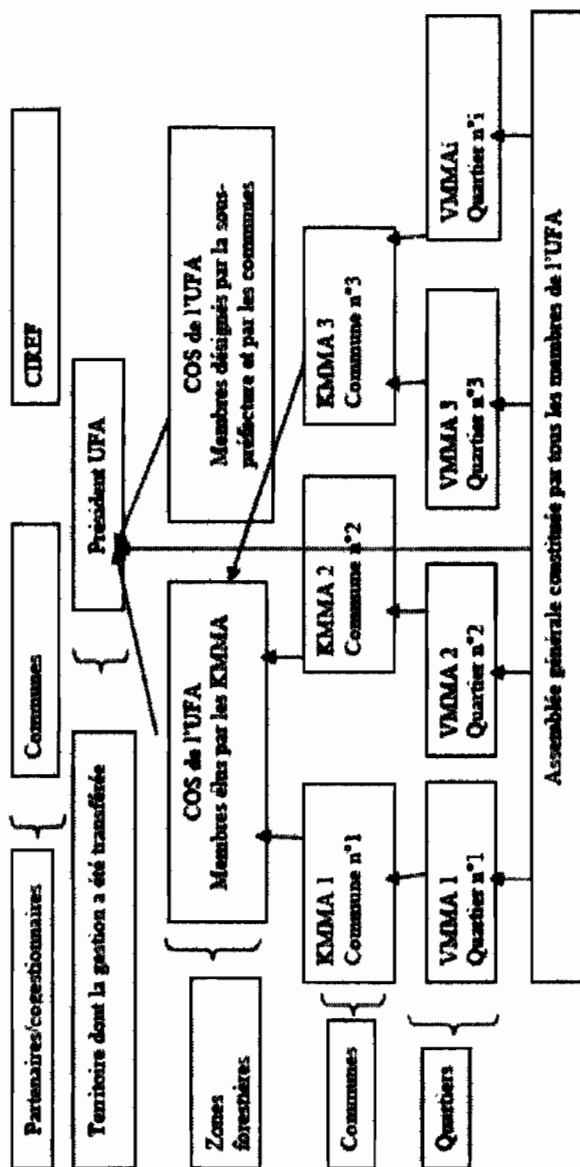 Partenaires/cogestionnaires
Communes
CIREF
Territoire dont la gestion a été transférée
Président UFA
Zones
forestières
COS de l'UFA
Membres élus par les KMMA
COS de l'UFA
Membres désignés par la sous-
préfecture et par les communes
Communes
KMMA 1
Commune n°1
KMMA 2
Commune n°2
KMMA 3
Commune n°3
Quartiers
VMMA 1
Quartier n°1
VMMA 2
Quartier n°2
VMMA 3
Quartier n°3
VMMAi
Quartier n°i
Assemblée générale constituée par tous les membres de l'UFA